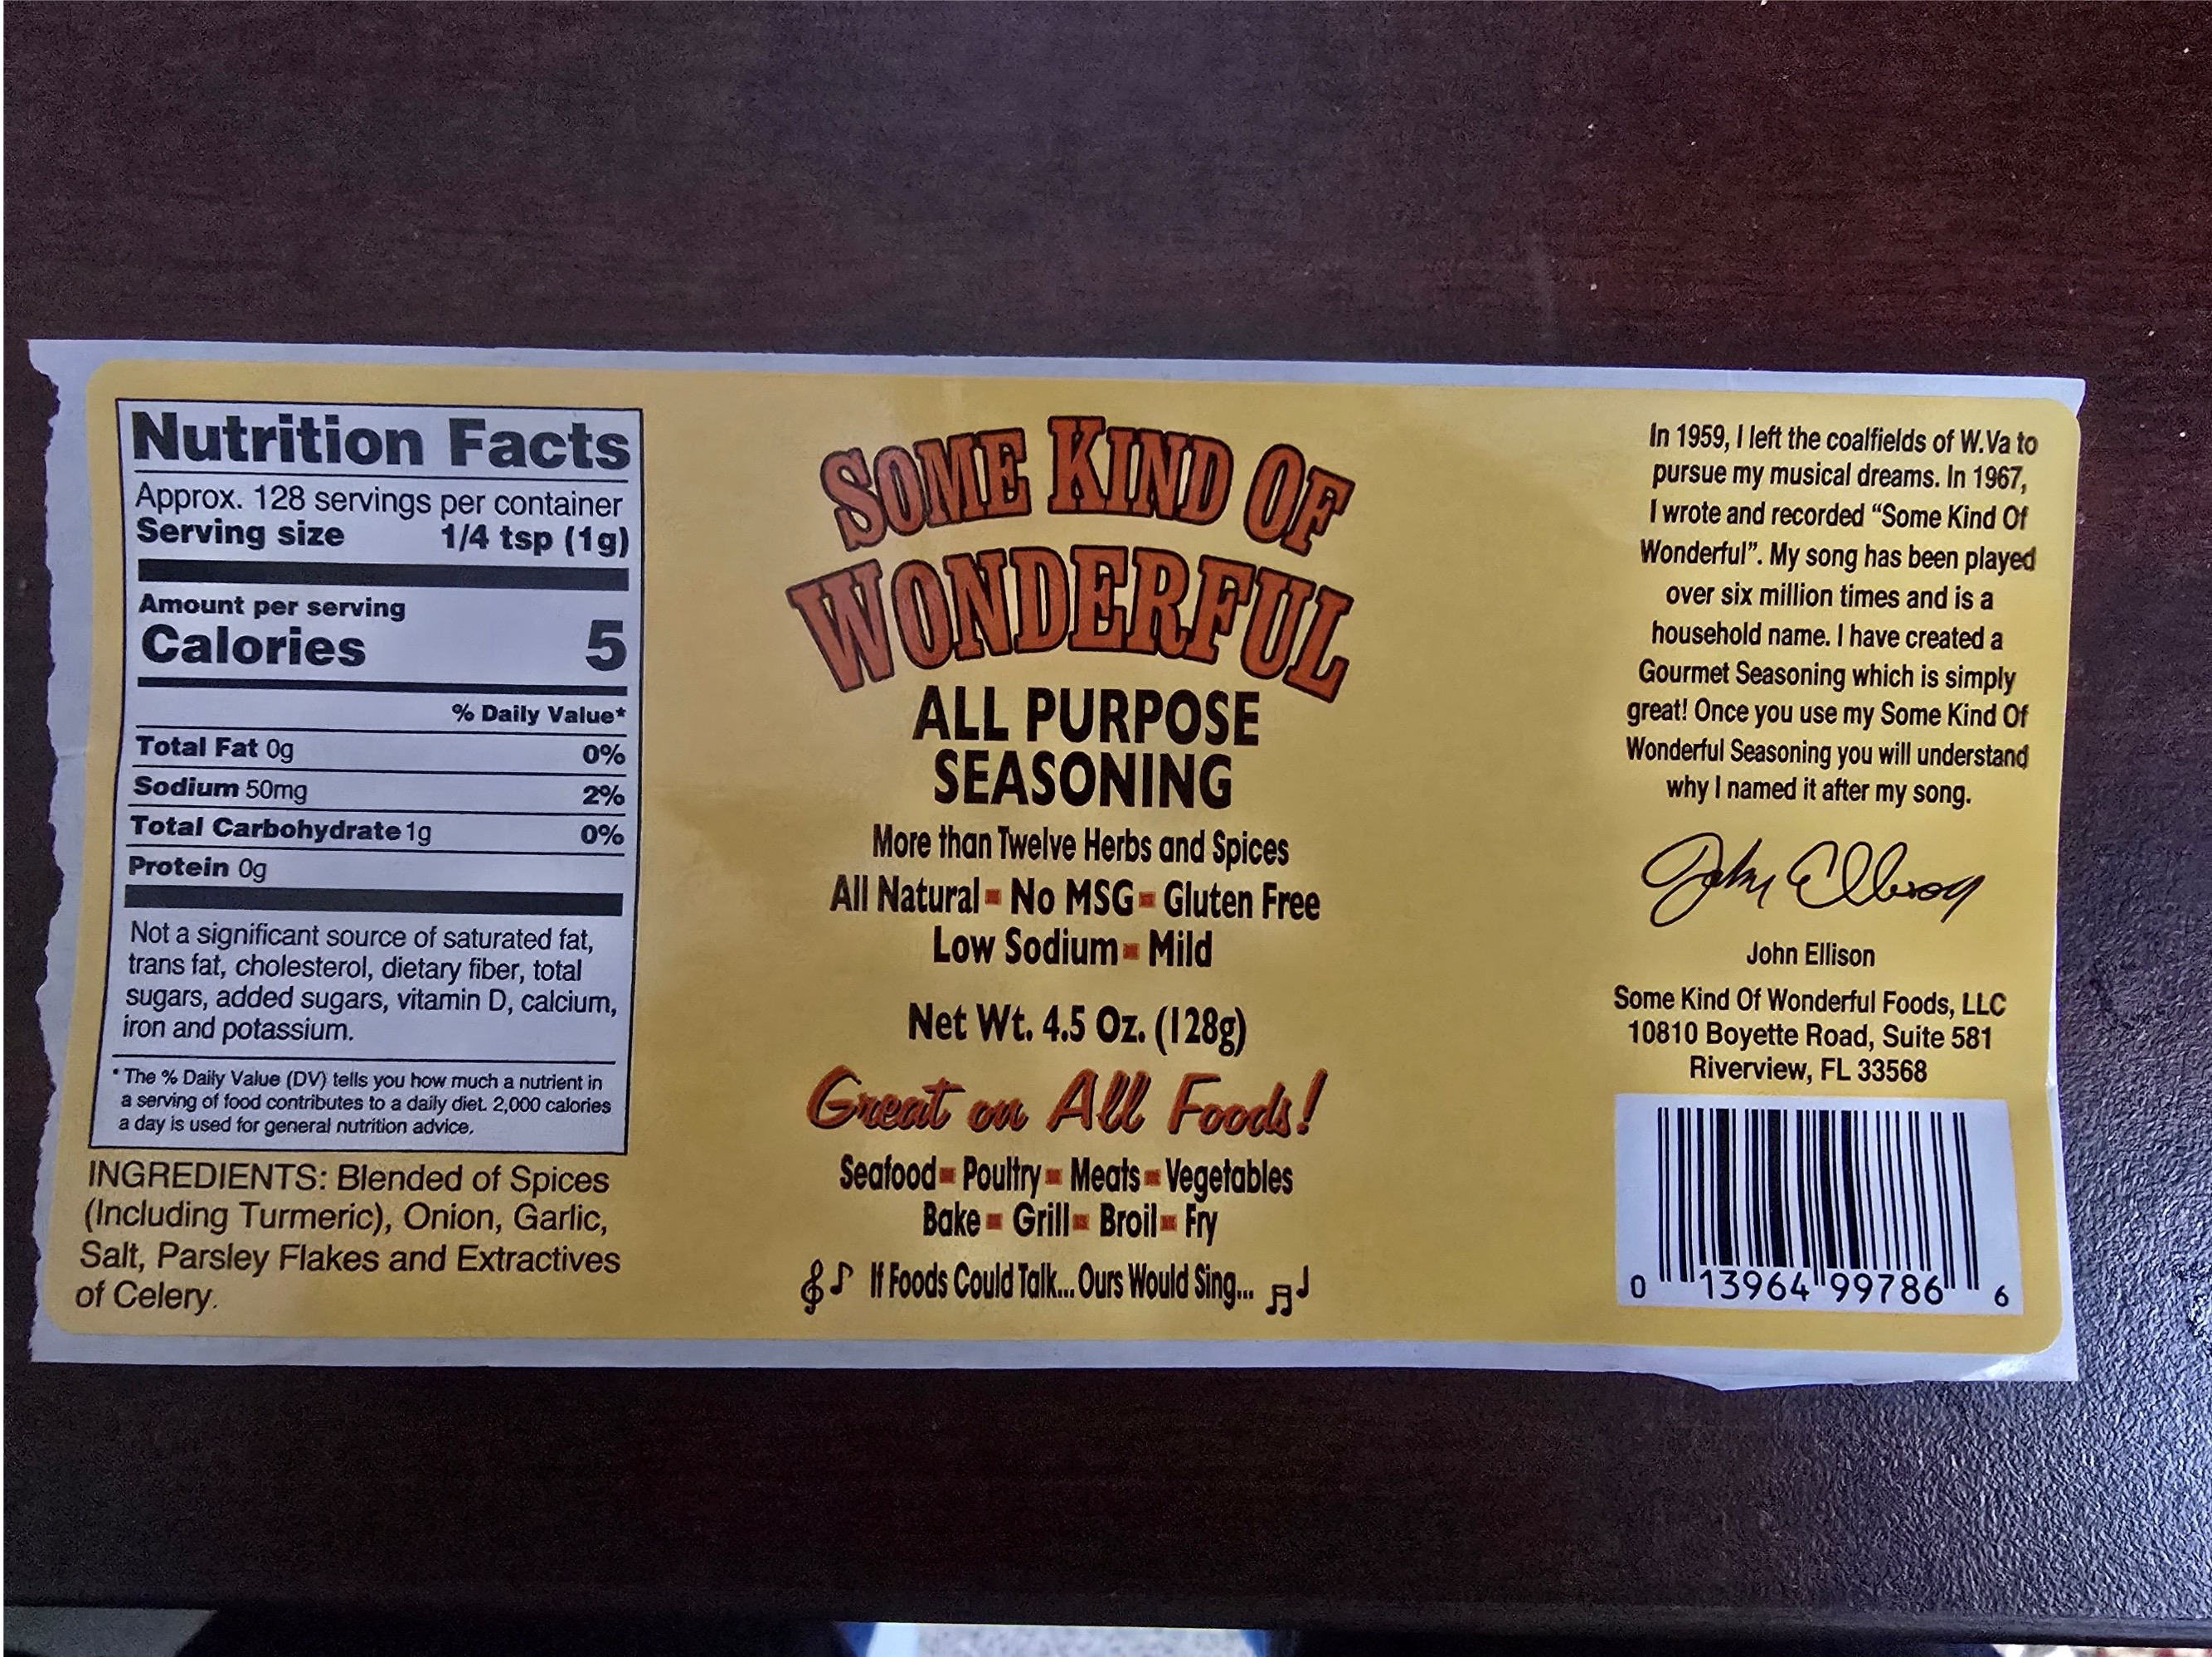 Nutrition Facts
Approx. 128 servings per container
Serving size 1/4 tsp (1g)
Amount per serving
Calories 5
% Daily Value*
Total Fat 0g 0%
Sodium 50mg 2%
Total Carbohydrate 1g 0%
Protein 0g
Not a significant source of saturated fat,
trans fat, cholesterol, dietary fiber, total
sugars, added sugars, vitamin D, calcium,
iron and potassium.
* The % Daily Value (DV) tells you how much a nutrient in
a serving of food contributes to a daily diet. 2,000 calories
a day is used for general nutrition advice.
INGREDIENTS: Blended of Spices
(Including Turmeric), Onion, Garlic,
Salt, Parsley Flakes and Extractives
of Celery.
SOME KIND OF
WONDERFUL
ALL PURPOSE
SEASONING
More than Twelve Herbs and Spices
All Natural ▪ No MSG ▪ Gluten Free
Low Sodium ▪ Mild
Net Wt. 4.5 Oz. (128g)
Great on All Foods!
Seafood ▪ Poultry ▪ Meats ▪ Vegetables
Bake ▪ Grill ▪ Broil ▪ Fry
If Foods Could Talk... Ours Would Sing...
In 1959, I left the coalfields of W.Va to
pursue my musical dreams. In 1967,
I wrote and recorded “Some Kind Of
Wonderful”. My song has been played
over six million times and is a
household name. I have created a
Gourmet Seasoning which is simply
great! Once you use my Some Kind Of
Wonderful Seasoning you will understand
why I named it after my song.
John Ellison
John Ellison
Some Kind Of Wonderful Foods, LLC
10810 Boyette Road, Suite 581
Riverview, FL 33568
0 13964 99786 6